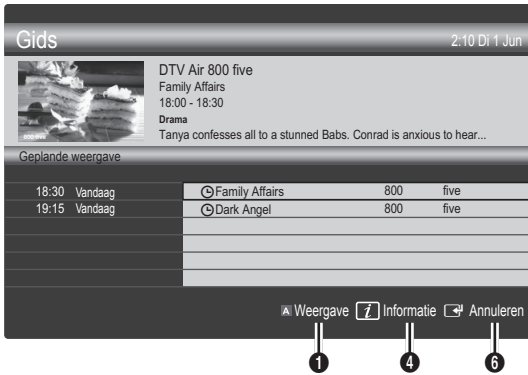 Gids 2:10 Di 1 Jun
DTV Air 800 five
Family Affairs
18:00 - 18:30
Drama
Tanya confesses all to a stunned Babs. Conrad is anxious to hear...
800 five
Geplande weergave
18:30 Vandaag Family Affairs 800 five
19:15 Vandaag Dark Angel 800 five
A Weergave i Informatie Annuleren
1 4 6